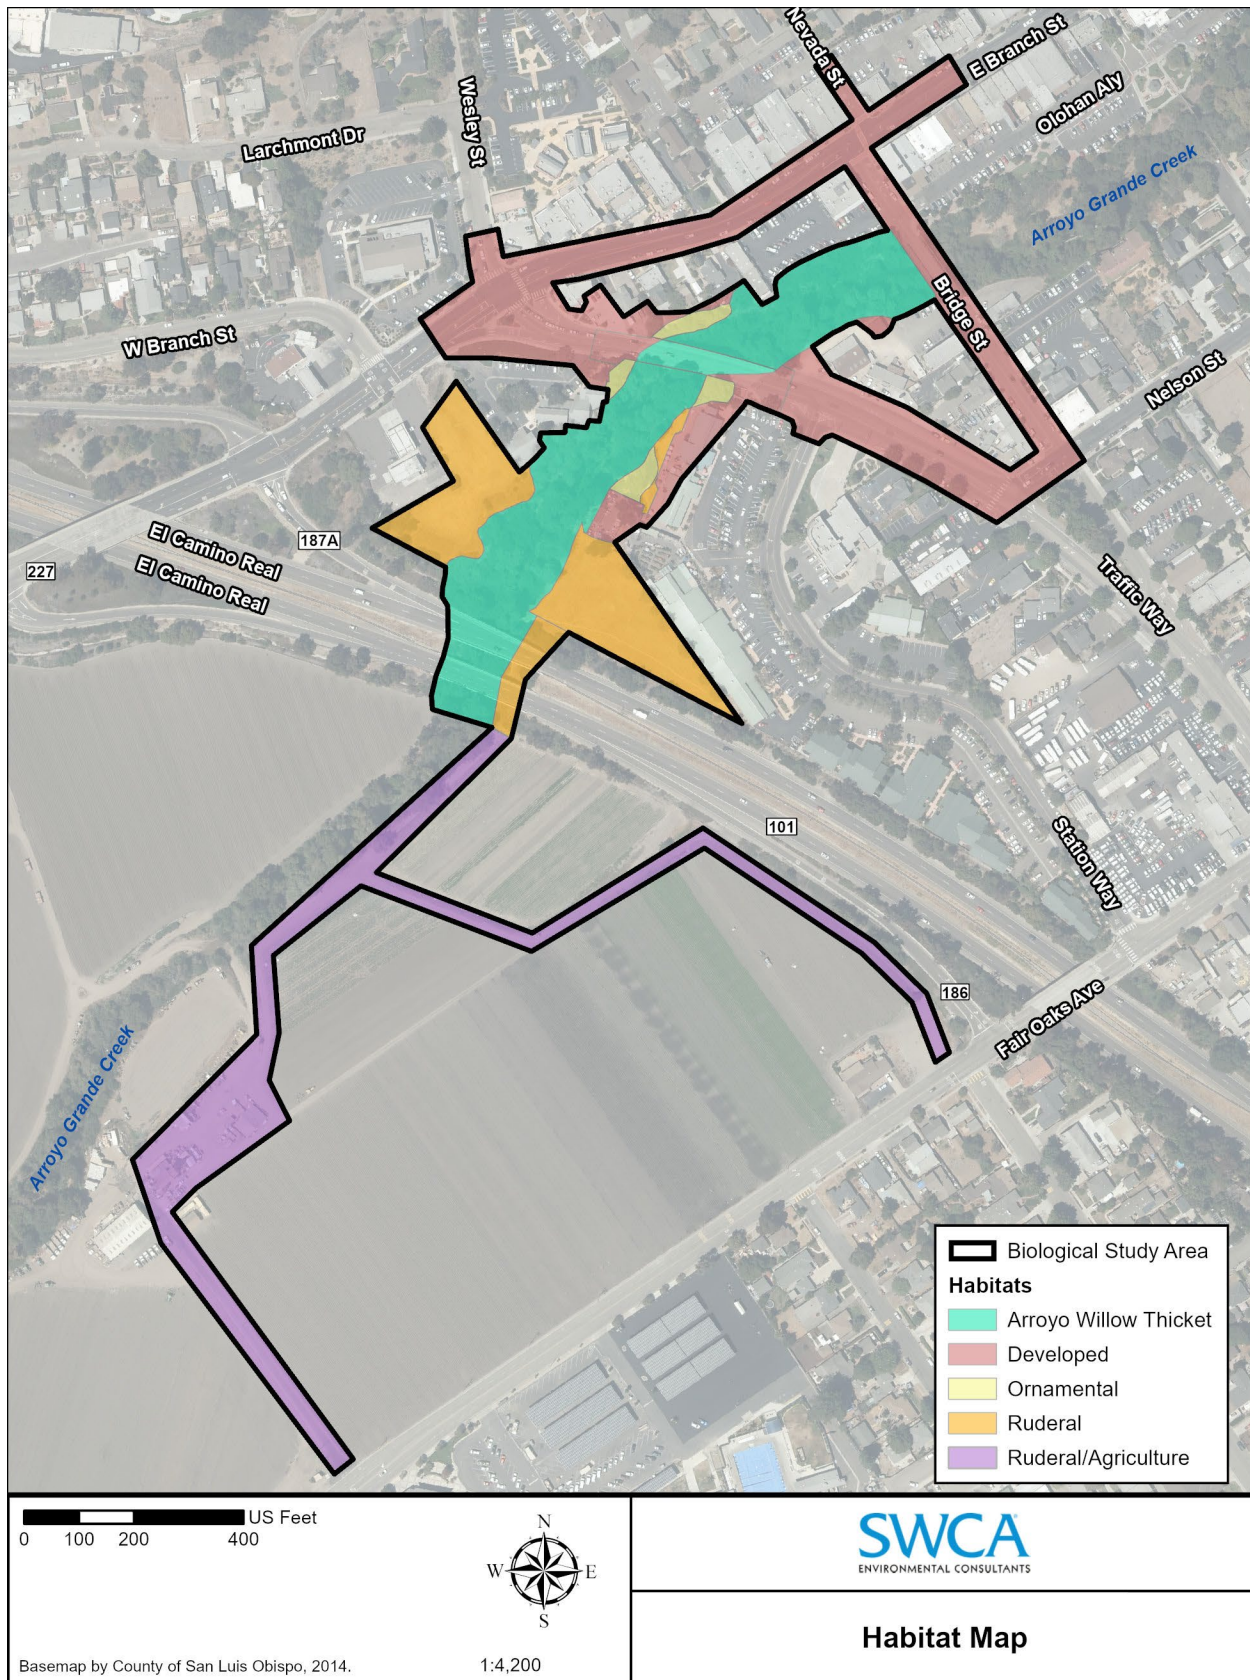 Nevada St
E Branch St
Olohan Aly
Wesley St
Larchmont Dr
Arroyo Grande Creek
Bridge St
W Branch St
Nelson St
El Camino Real
187A
El Camino Real
227
Traffic Way
101
Station Way
186
Fair Oaks Ave
Arroyo Grande Creek
Biological Study Area
Habitats
Arroyo Willow Thicket
Developed
Ornamental
Ruderal
Ruderal/Agriculture
US Feet
0 100 200 400
N
W E
S
Basemap by County of San Luis Obispo, 2014.
1:4,200
SWCA
ENVIRONMENTAL CONSULTANTS
Habitat Map